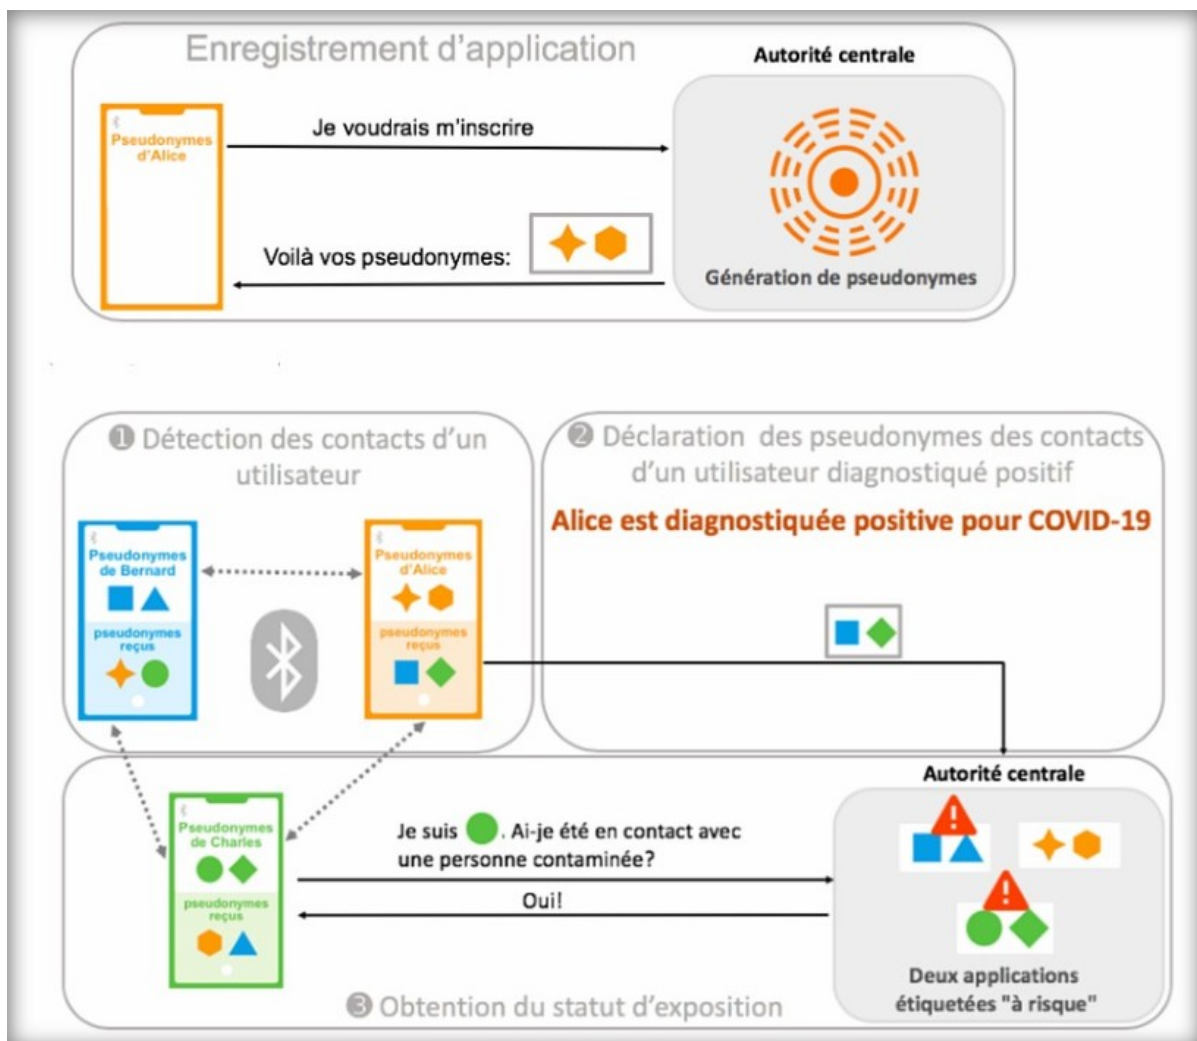 Enregistrement d'application
Autorité centrale
Pseudonymes
d'Alice
Je voudrais m'inscrire
Voilà vos pseudonymes:
Génération de pseudonymes
❶ Détection des contacts d'un
utilisateur
Pseudonymes
de Bernard
pseudonymes
reçus
Pseudonymes
d'Alice
pseudonymes
reçus
❷ Déclaration des pseudonymes des contacts
d'un utilisateur diagnostiqué positif
Alice est diagnostiquée positive pour COVID-19
Pseudonymes
de Charles
pseudonymes
reçus
Je suis . Ai-je été en contact avec
une personne contaminée?
Oui!
Autorité centrale
Deux applications
étiquetées "à risque"
❸ Obtention du statut d'exposition